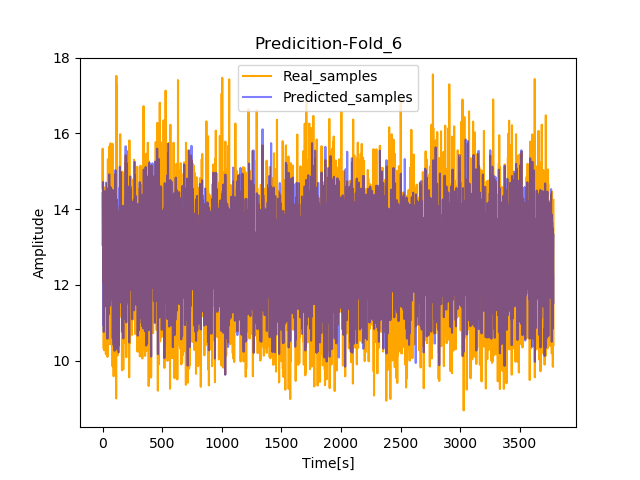 Predicition-Fold_6
Real_samples
Predicted_samples
Amplitude
18
16
14
12
10
0 500 1000 1500 2000 2500 3000 3500
Time[s]